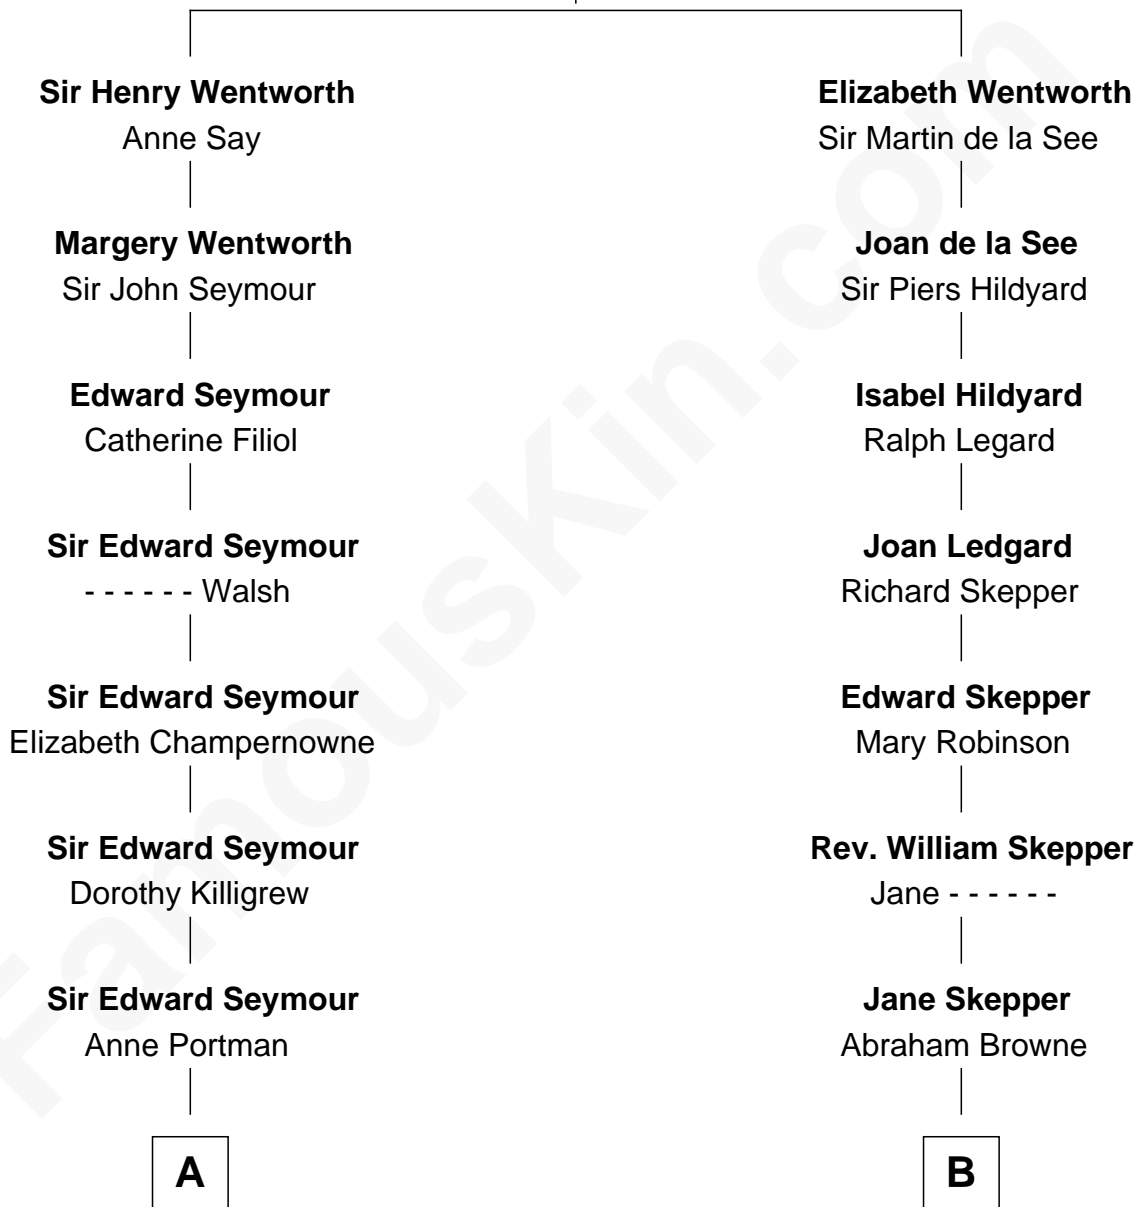 Sir Henry Wentworth
Anne Say
Elizabeth Wentworth
Sir Martin de la See
Margery Wentworth
Sir John Seymour
Joan de la See
Sir Piers Hildyard
Edward Seymour
Catherine Filiol
Isabel Hildyard
Ralph Legard
Sir Edward Seymour
- - - - - - Walsh
Joan Ledgard
Richard Skepper
Sir Edward Seymour
Elizabeth Champernowne
Edward Skepper
Mary Robinson
Sir Edward Seymour
Dorothy Killigrew
Rev. William Skepper
Jane - - - - - -
Sir Edward Seymour
Anne Portman
Jane Skepper
Abraham Browne
A
B
FamousKin.com